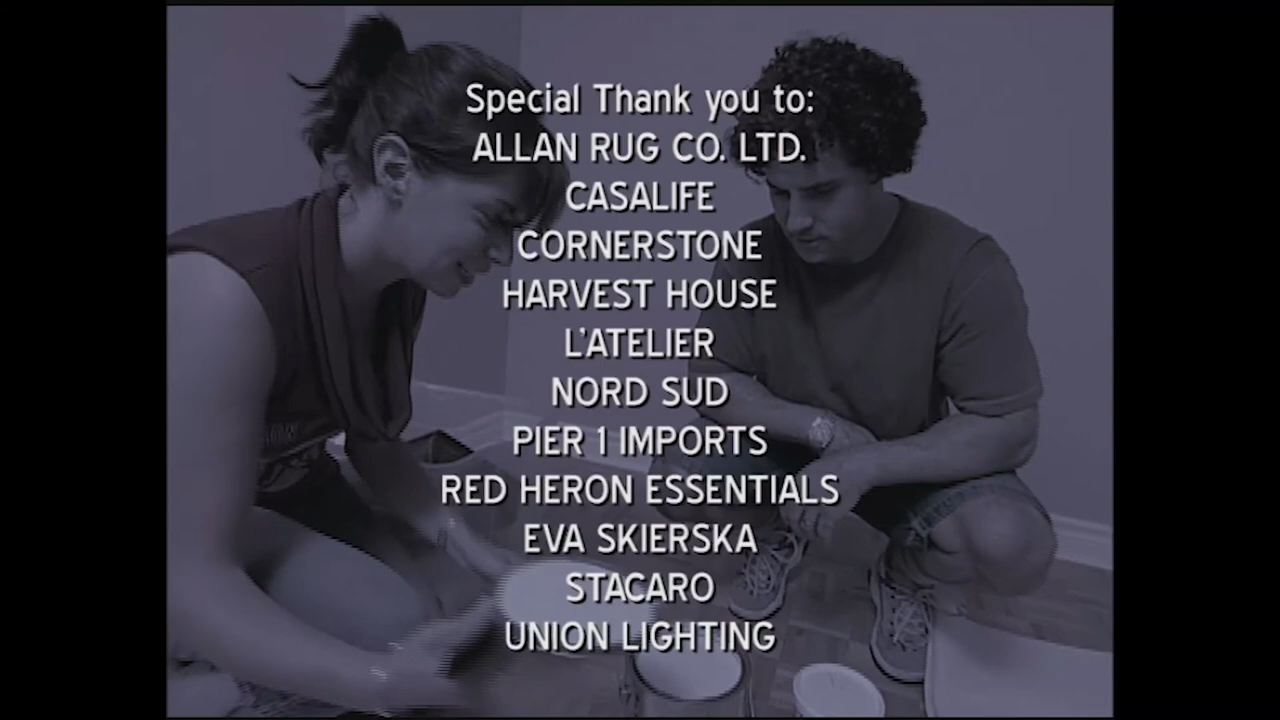 Special Thank you to:
ALLAN RUG CO. LTD.
CASALIFE
CORNERSTONE
HARVEST HOUSE
L'ATELIER
NORD SUD
PIER 1 IMPORTS
RED HERON ESSENTIALS
EVA SKIERSKA
STACARO
UNION LIGHTING